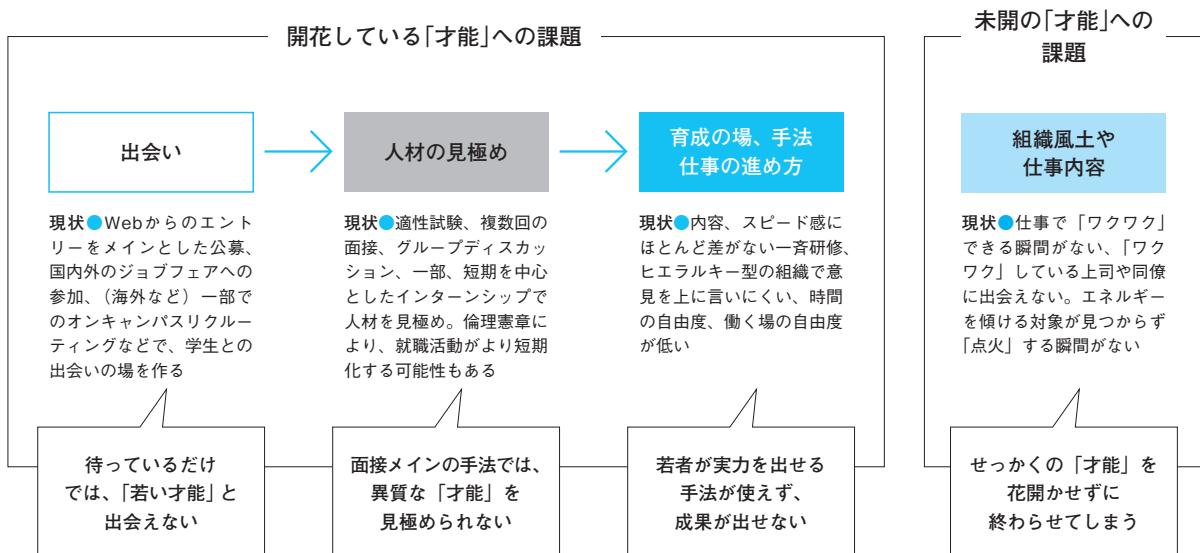 開花している「才能」への課題
出会い
現状●Webからのエント
リーをメインとした公募、
国内外のジョブフェアへの
参加、（海外など）一部で
のオンキャンパスリクルー
ティングなどで、学生との
出会いの場を作る
待っているだけ
では、「若い才能」と
出会えない
人材の見極め
現状●適性試験、複数回の
面接、グループディスカッ
ション、一部、短期を中心
としたインターンシップで
人材を見極め。倫理憲章に
より、就職活動がより短期
化する可能性もある
面接メインの手法では、
異質な「才能」を
見極められない
育成の場、手法
仕事の進め方
現状●内容、スピード感に
ほとんど差がない一斉研修、
ヒエラルキー型の組織で意
見を上に言いにくい、時間
の自由度、働く場の自由度
が低い
若者が実力を出せる
手法が使えず、
成果が出せない
未開の「才能」への
課題
組織風土や
仕事内容
現状●仕事で「ワクワク」
できる瞬間がない、「ワク
ワク」している上司や同僚
に出会えない。エネルギー
を傾ける対象が見つからず
「点火」する瞬間がない
せっかくの「才能」を
花開かせずに
終わらせてしまう